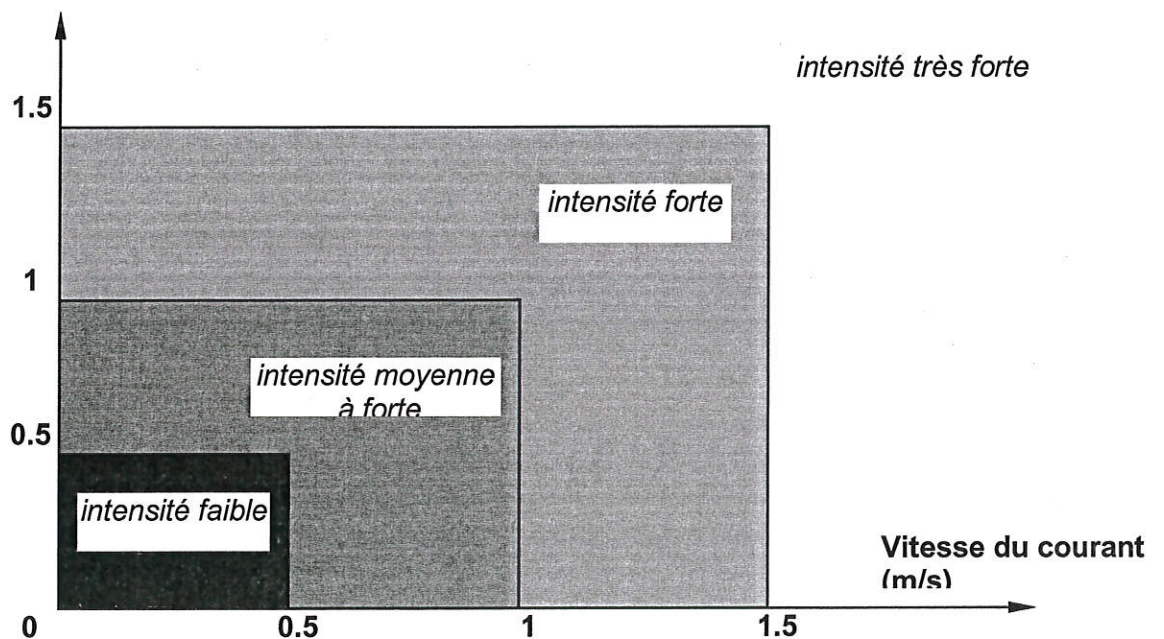 intensité très forte
1.5
intensité forte
1
intensité moyenne
à forte
0.5
intensité faible
Vitesse du courant
(m/s)
0
0.5
1
1.5